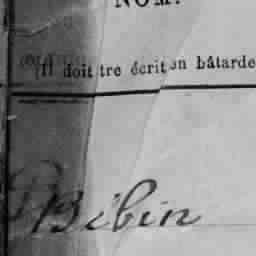 NOM.
(Il doit tre écrit en bâtarde
Bibin